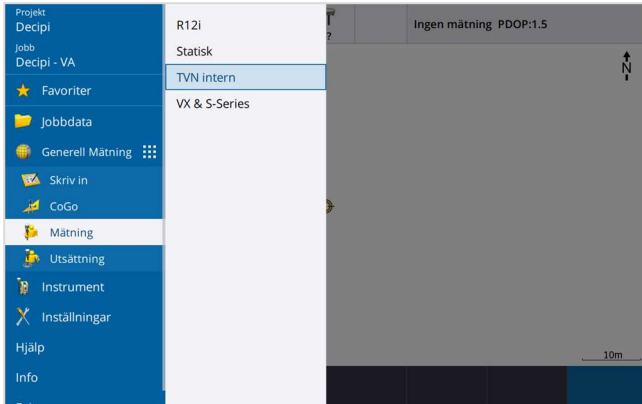 Projekt
Decipi
Jobb
Decipi - VA
Favoriter
Jobbdata
Generell Mätning
Skriv in
CoGo
Mätning
Utsättning
Instrument
Inställningar
Hjälp
Info
R12i
Statisk
TVN intern
VX & S-Series
?
Ingen mätning PDOP:1.5
N
10m